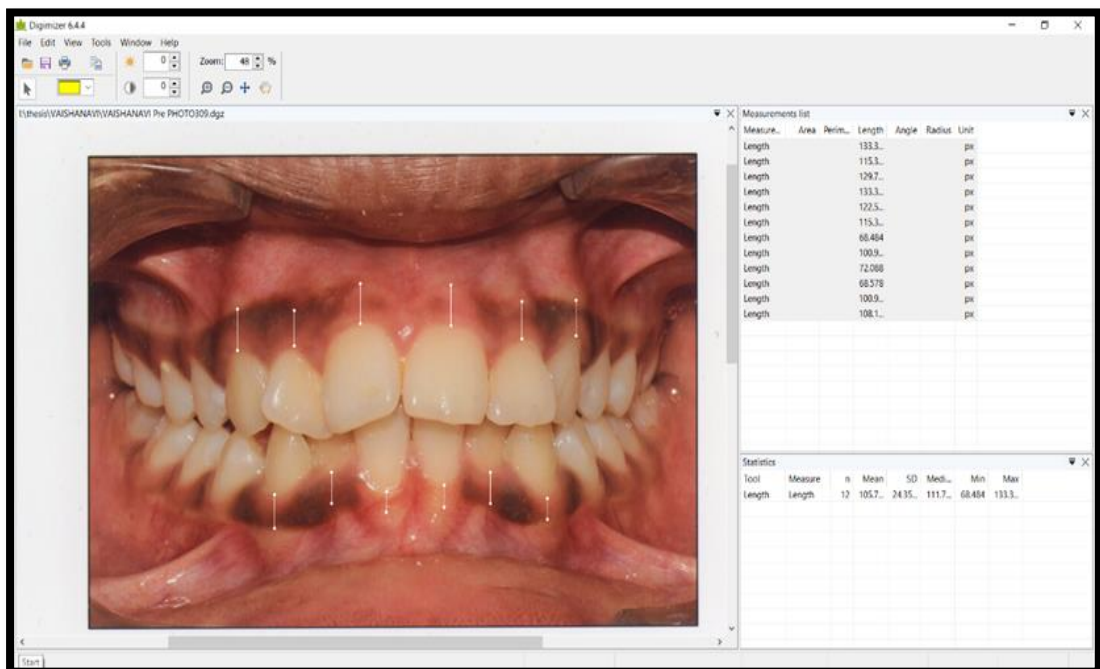 Digimizer 6.4.4
File Edit View Tools Window Help
0 Zoom: 48 %
0
t:\thesis\VAISHANAVI\VAISHANAVI Pre PHOTO309.dgz
Measurements list
Measure.. Area Perim... Length Angle Radius Unit
Length 133.3... px
Length 115.3... px
Length 129.7... px
Length 133.3... px
Length 122.5... px
Length 115.3... px
Length 68.484 px
Length 100.9... px
Length 72.088 px
Length 68.578 px
Length 100.9... px
Length 108.1... px
Statistics
Tool Measure n Mean SD Medi... Min Max
Length Length 12 105.7... 24.35... 111.7... 68.484 133.3...
Start